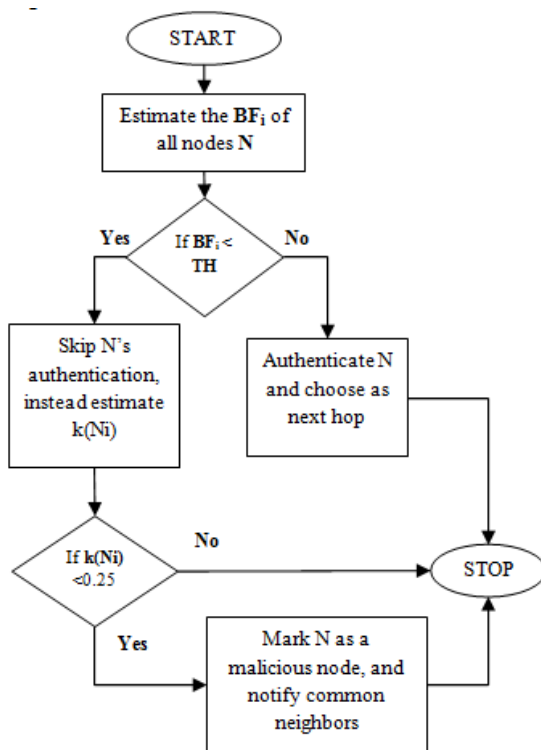 START
Estimate the BFi of
all nodes N
Yes
If BFi <
TH
No
Skip N's
authentication,
instead estimate
k(Ni)
Authenticate N
and choose as
next hop
If k(Ni)
<0.25
No
STOP
Yes
Mark N as a
malicious node, and
notify common
neighbors